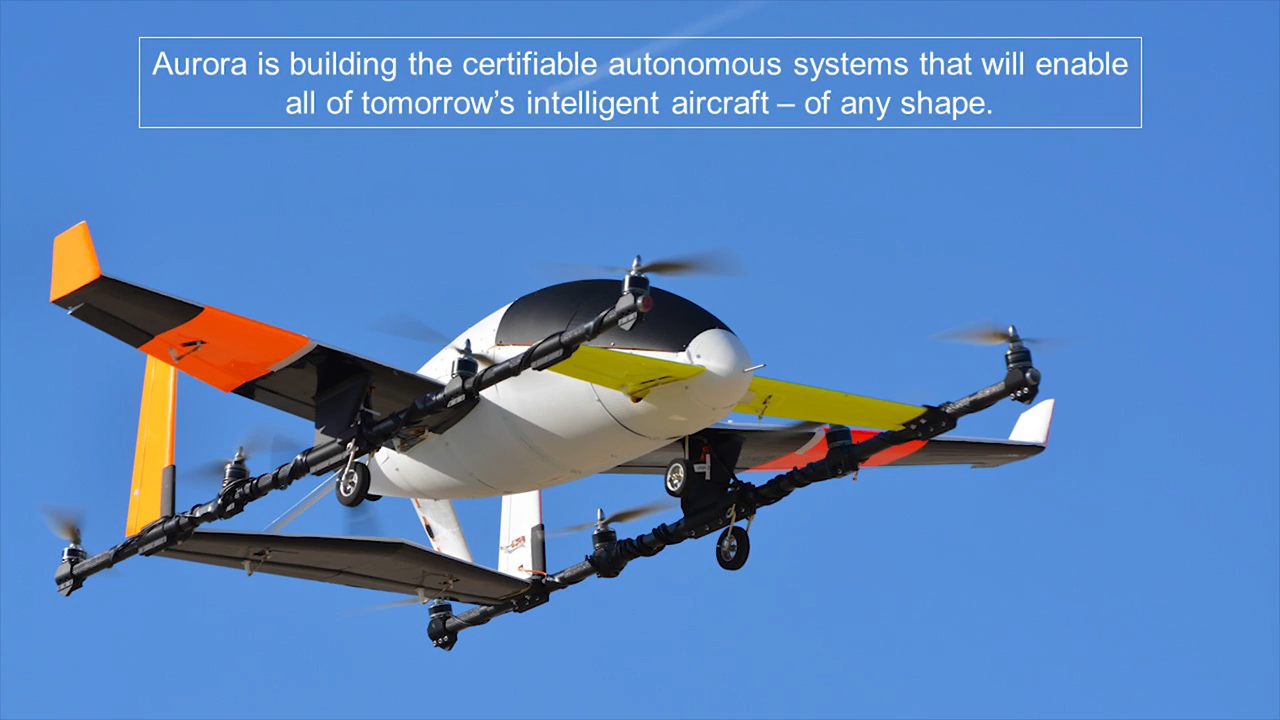 Aurora is building the certifiable autonomous systems that will enable
all of tomorrow’s intelligent aircraft – of any shape.